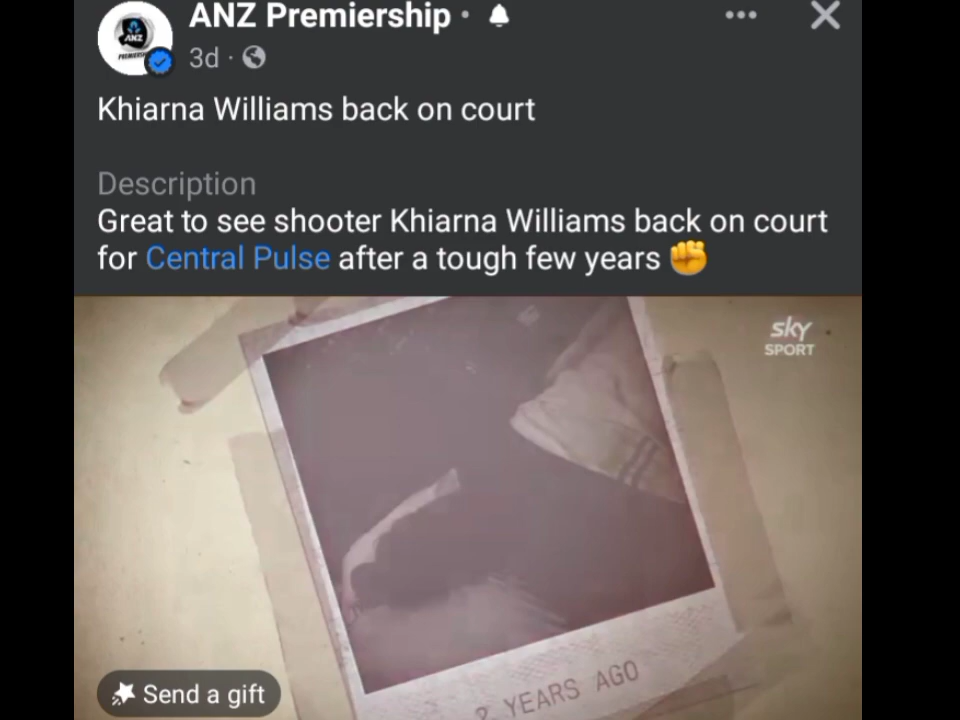 ANZ Premiership
3d
Khiarna Williams back on court
Description
Great to see shooter Khiarna Williams back on court
for Central Pulse after a tough few years ✊
sky
SPORT
YEARS AGO
Send a gift
ANZ